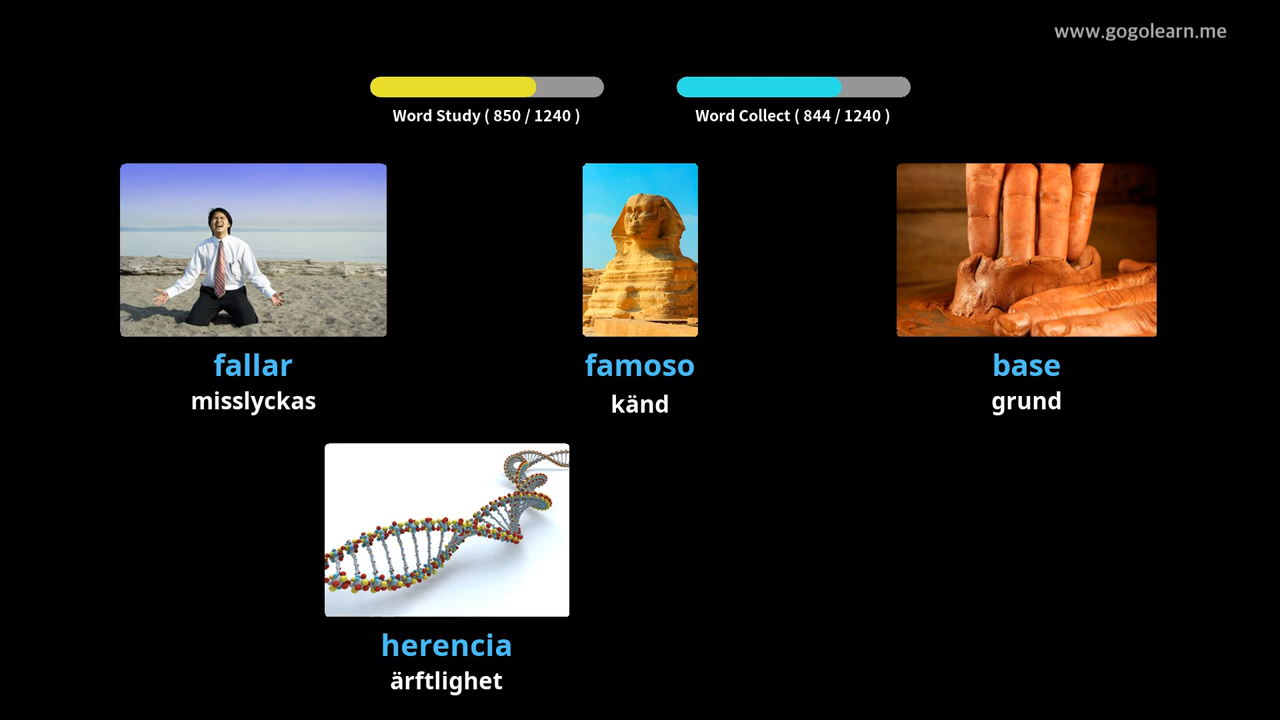 www.gogolearn.me
Word Study ( 850 / 1240 )
Word Collect ( 844 / 1240 )
fallar
misslyckas
famoso
känd
base
grund
herencia
ärftlighet